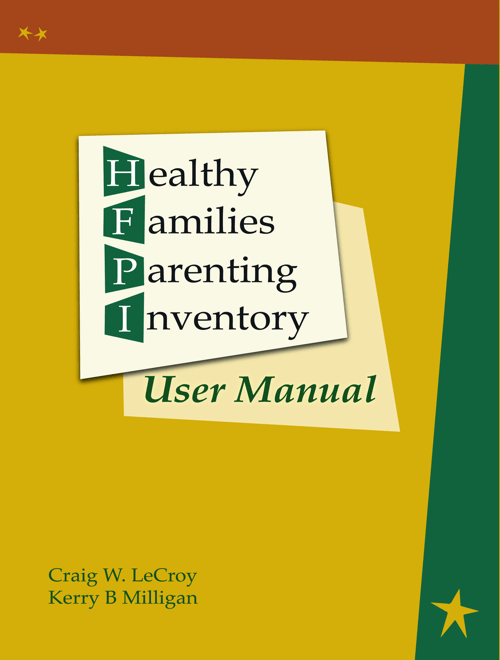 Healthy
Families
Parenting
Inventory
User Manual
Craig W. LeCroy
Kerry B Milligan